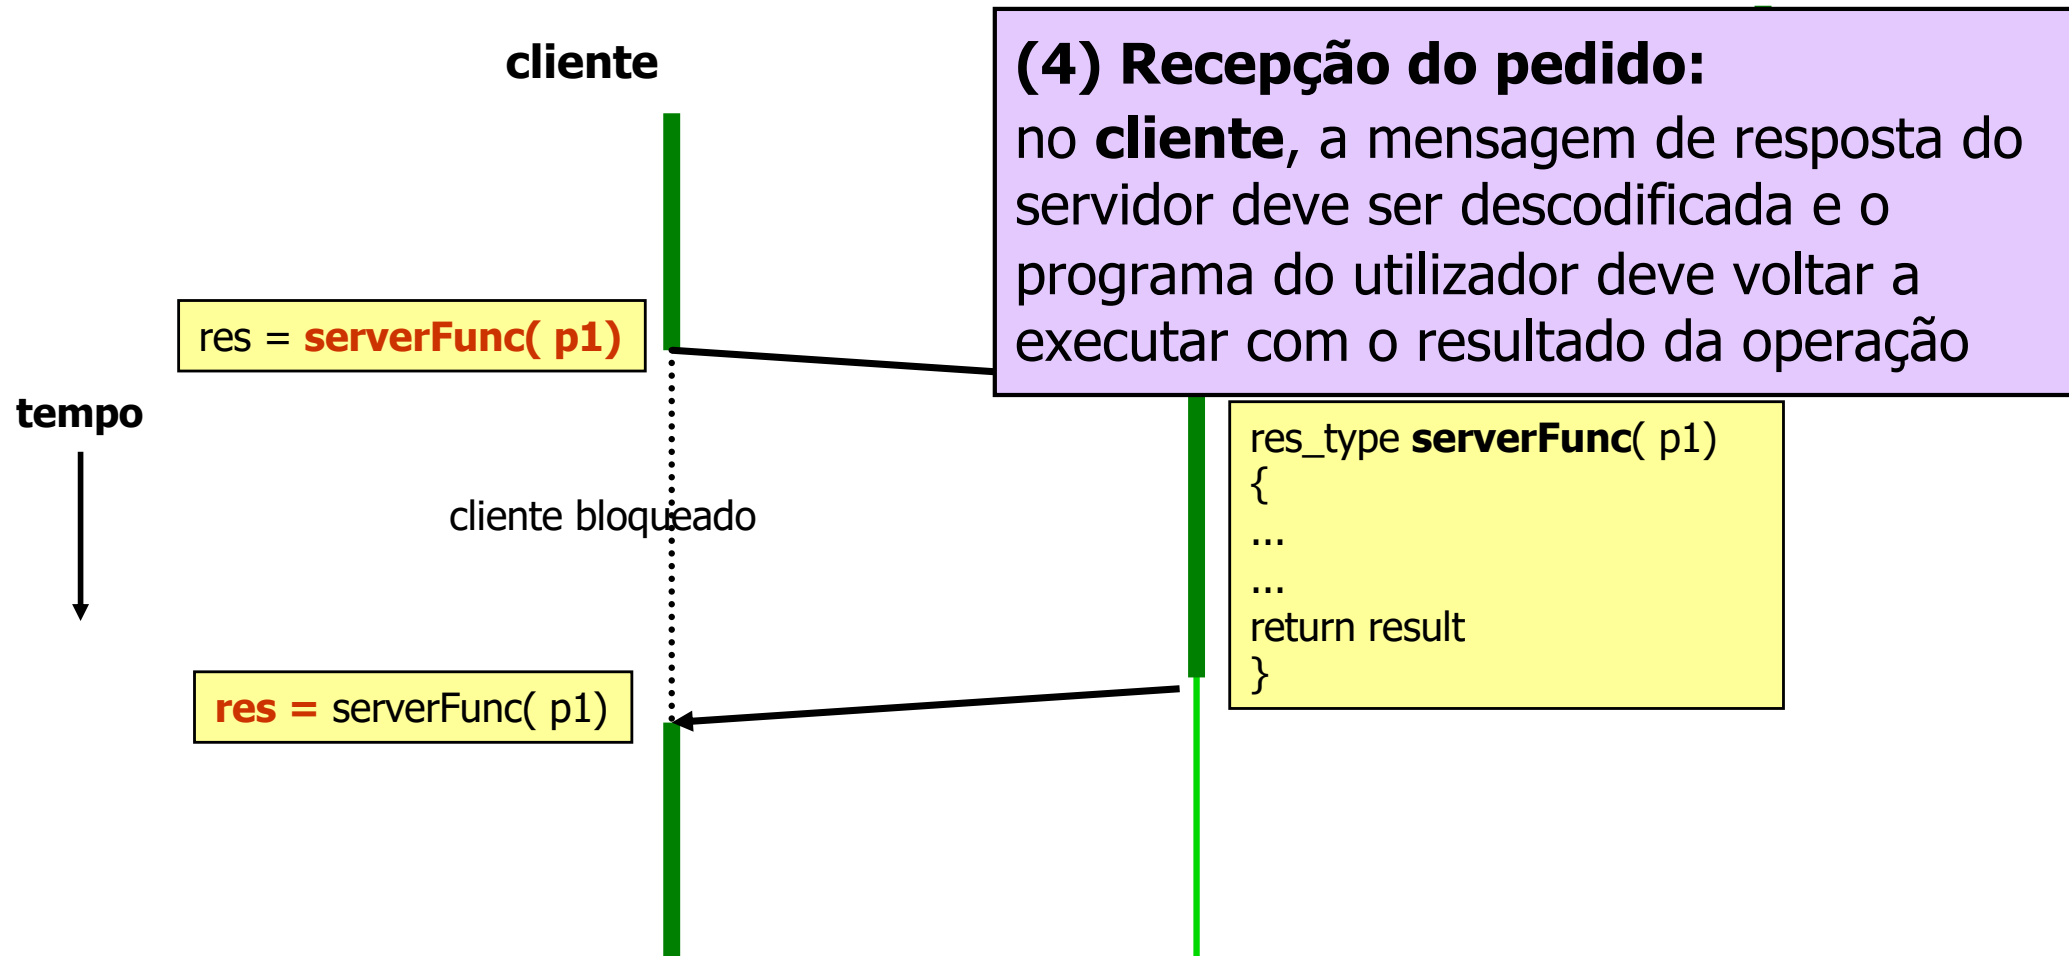 cliente
(4) Recepção do pedido:
no cliente, a mensagem de resposta do
servidor deve ser descodificada e o
programa do utilizador deve voltar a
executar com o resultado da operação
res = serverFunc( p1)
tempo
res_type serverFunc( p1)
{
...
...
return result
}
cliente bloqueado
res = serverFunc( p1)